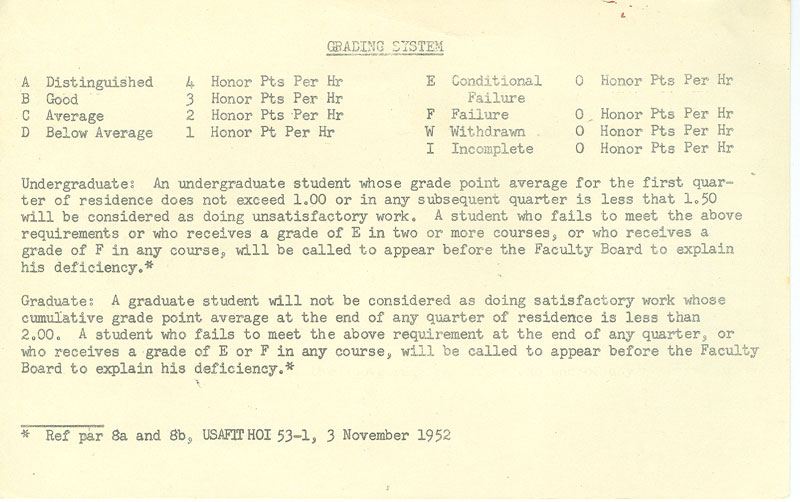 GRADING SYSTEM
A Distinguished 4 Honor Pts Per Hr E Conditional 0 Honor Pts Per Hr
B Good 3 Honor Pts Per Hr Failure
C Average 2 Honor Pts Per Hr F Failure 0 Honor Pts Per Hr
D Below Average 1 Honor Pt Per Hr W Withdrawn 0 Honor Pts Per Hr
I Incomplete 0 Honor Pts Per Hr
Undergraduate: An undergraduate student whose grade point average for the first quar-
ter of residence does not exceed 1.00 or in any subsequent quarter is less that 1.50
will be considered as doing unsatisfactory work. A student who fails to meet the above
requirements or who receives a grade of E in two or more courses, or who receives a
grade of F in any course, will be called to appear before the Faculty Board to explain
his deficiency.*
Graduate: A graduate student will not be considered as doing satisfactory work whose
cumulative grade point average at the end of any quarter of residence is less than
2.00. A student who fails to meet the above requirement at the end of any quarter, or
who receives a grade of E or F in any course, will be called to appear before the Faculty
Board to explain his deficiency.*
* Ref par 8a and 8b, USAFIT HOI 53-1, 3 November 1952